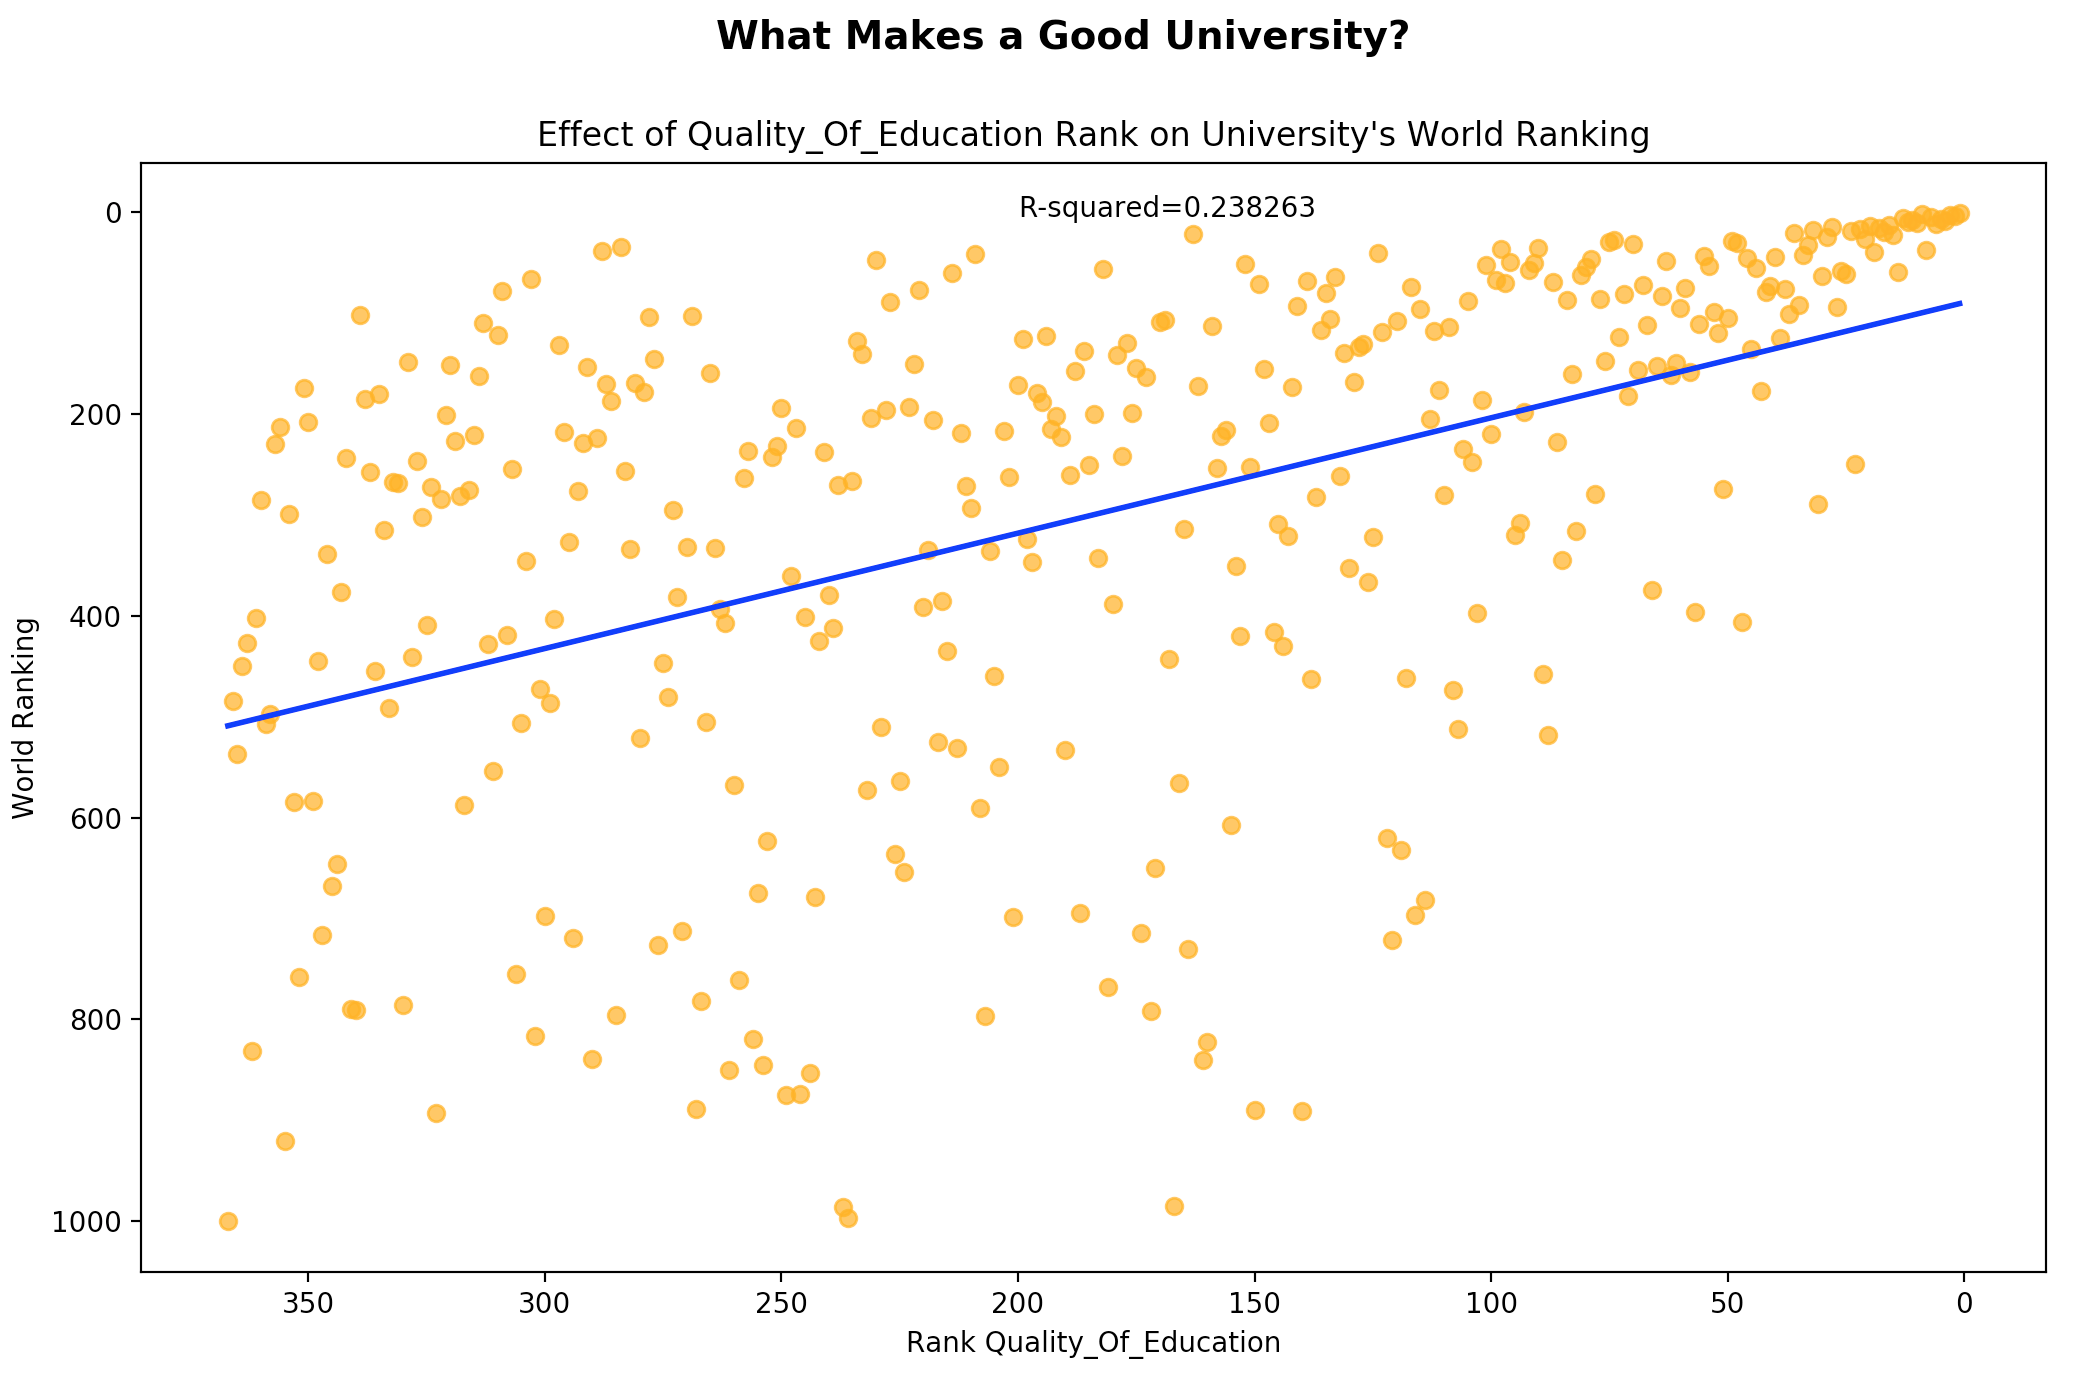 What Makes a Good University?
Effect of Quality_Of_Education Rank on University's World Ranking
R-squared=0.238263
World Ranking
0
200
400
600
800
1000
350 300 250 200 150 100 50 0
Rank Quality_Of_Education